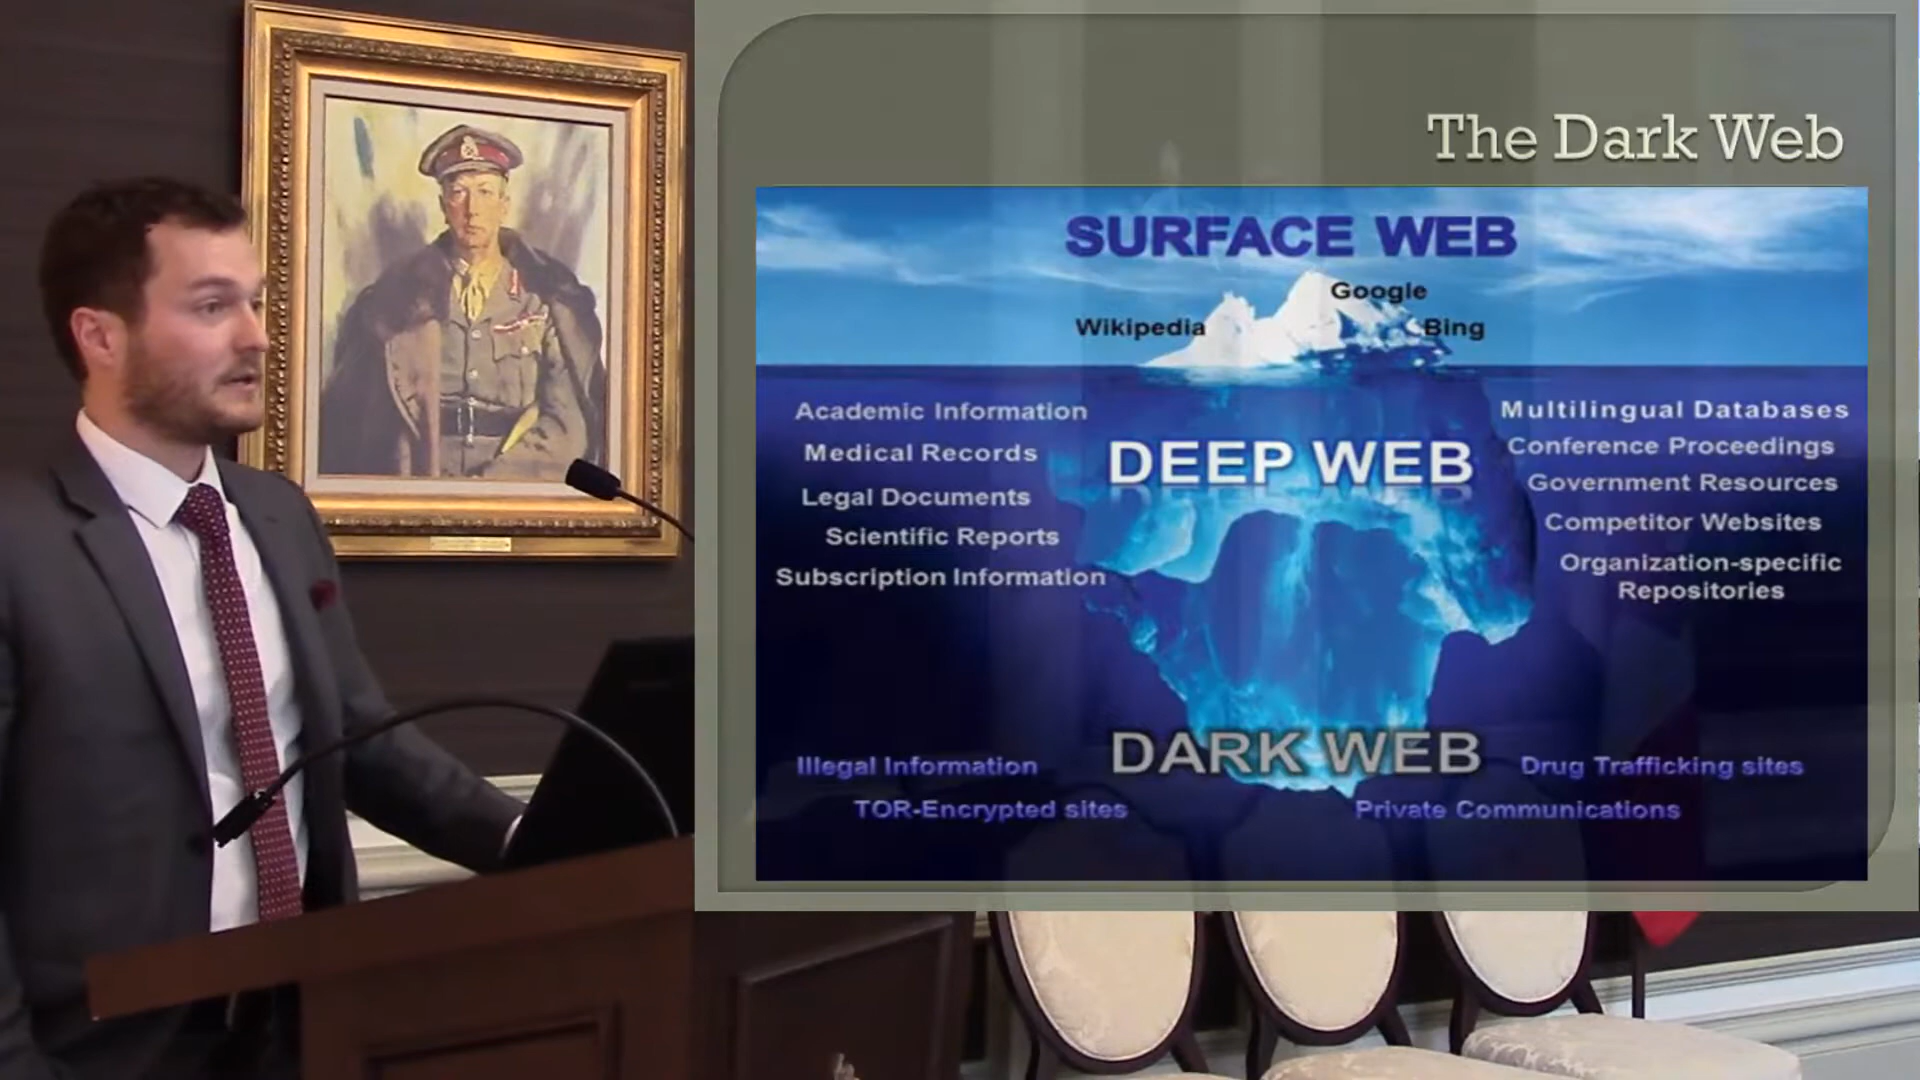 The Dark Web
SURFACE WEB
Google
Wikipedia
Bing
Academic Information
Medical Records
Legal Documents
Scientific Reports
Subscription Information
DEEP WEB
Multilingual Databases
Conference Proceedings
Government Resources
Competitor Websites
Organization-specific
Repositories
DARK WEB
Illegal Information
TOR-Encrypted sites
Drug Trafficking sites
Private Communications